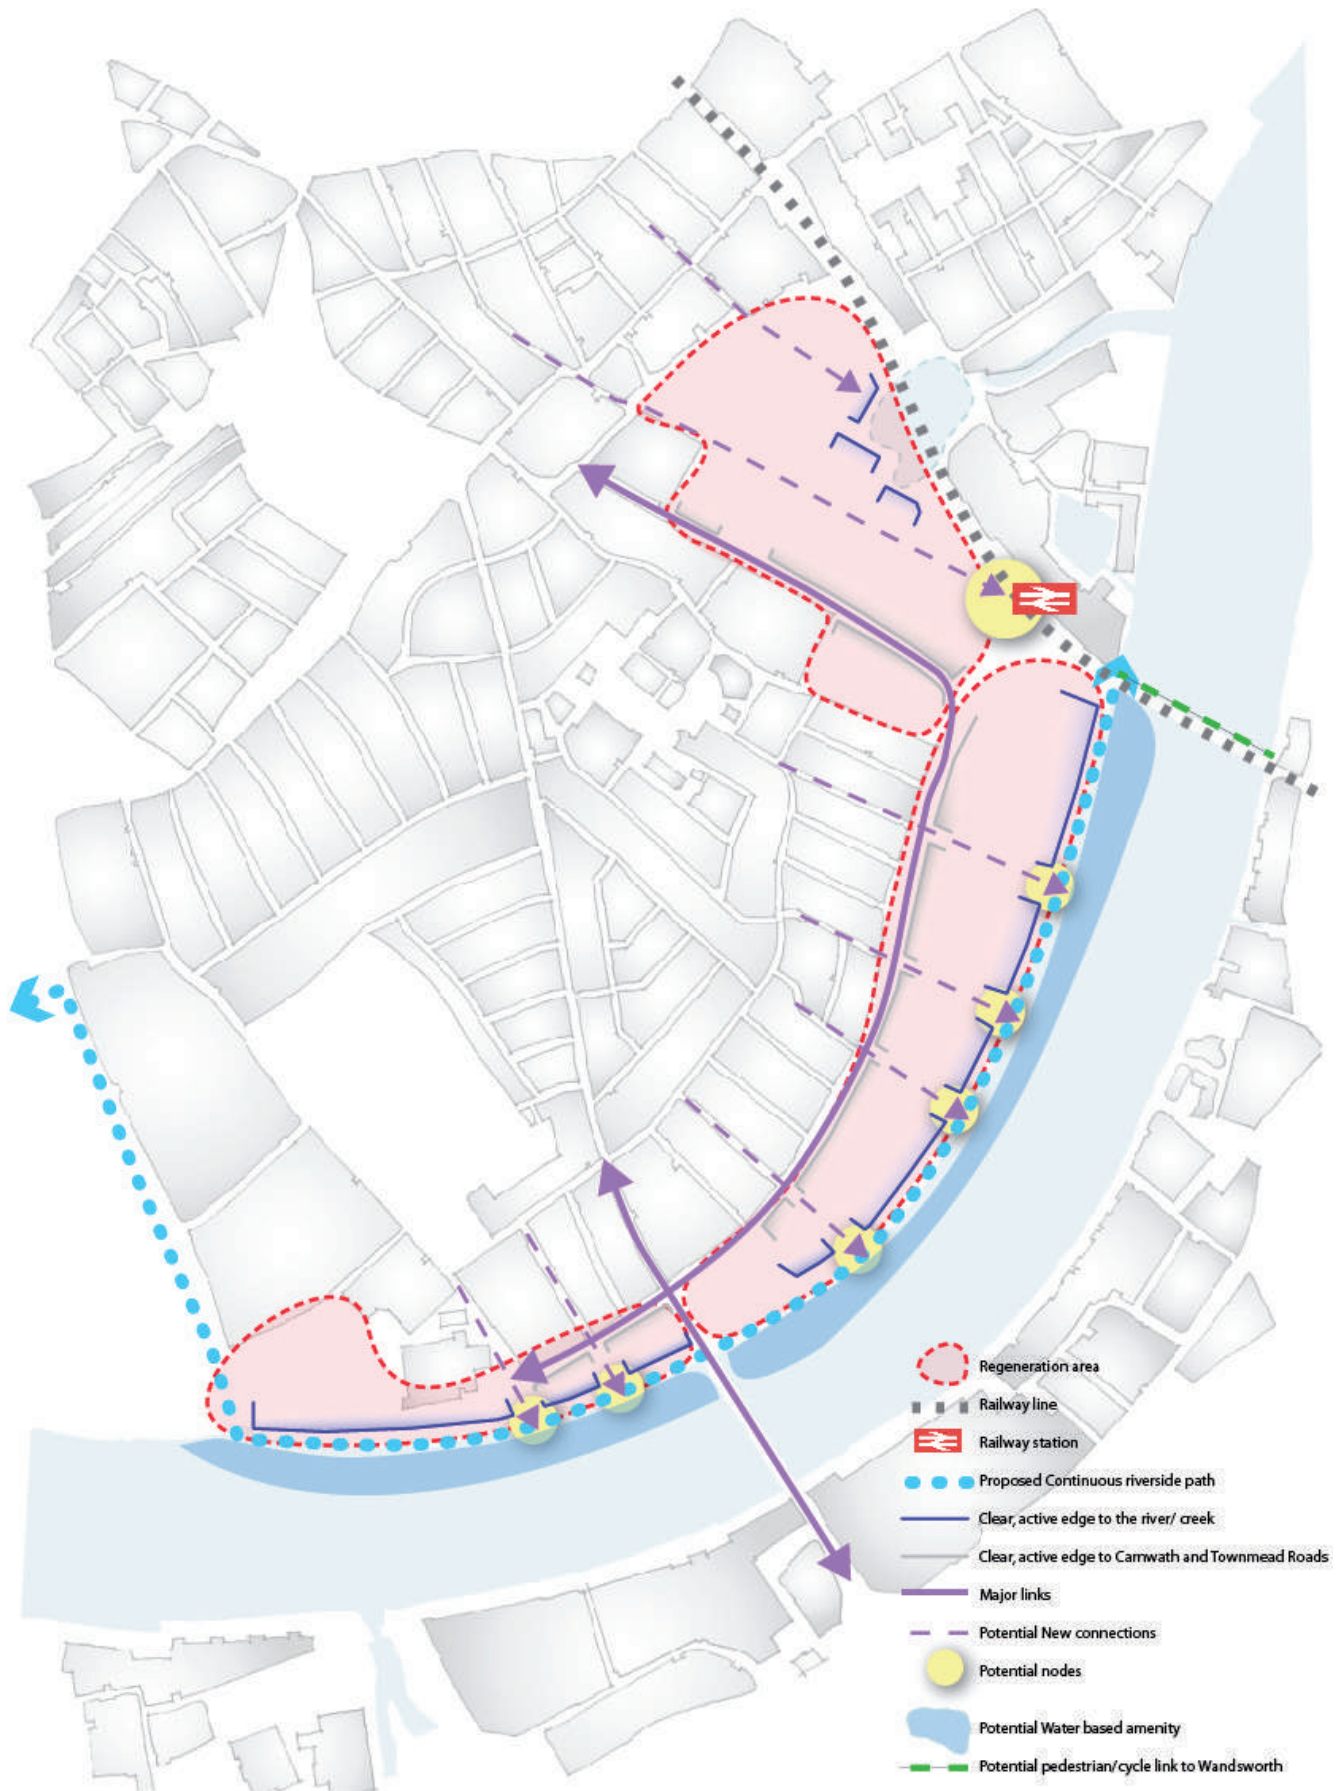 Regeneration area
Railway line
Railway station
Proposed Continuous riverside path
Clear, active edge to the river/ creek
Clear, active edge to Carnwath and Townmead Roads
Major links
Potential New connections
Potential nodes
Potential Water based amenity
Potential pedestrian/cycle link to Wandsworth